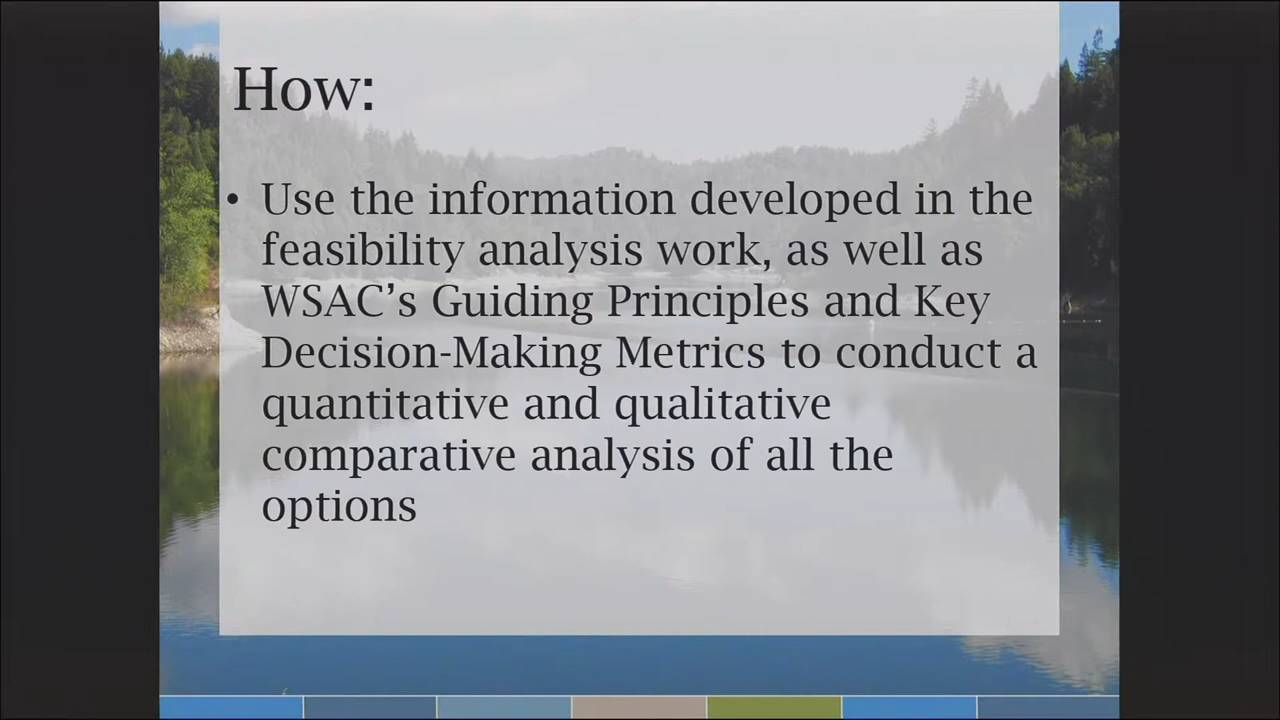 How:
• Use the information developed in the
feasibility analysis work, as well as
WSAC’s Guiding Principles and Key
Decision-Making Metrics to conduct a
quantitative and qualitative
comparative analysis of all the
options